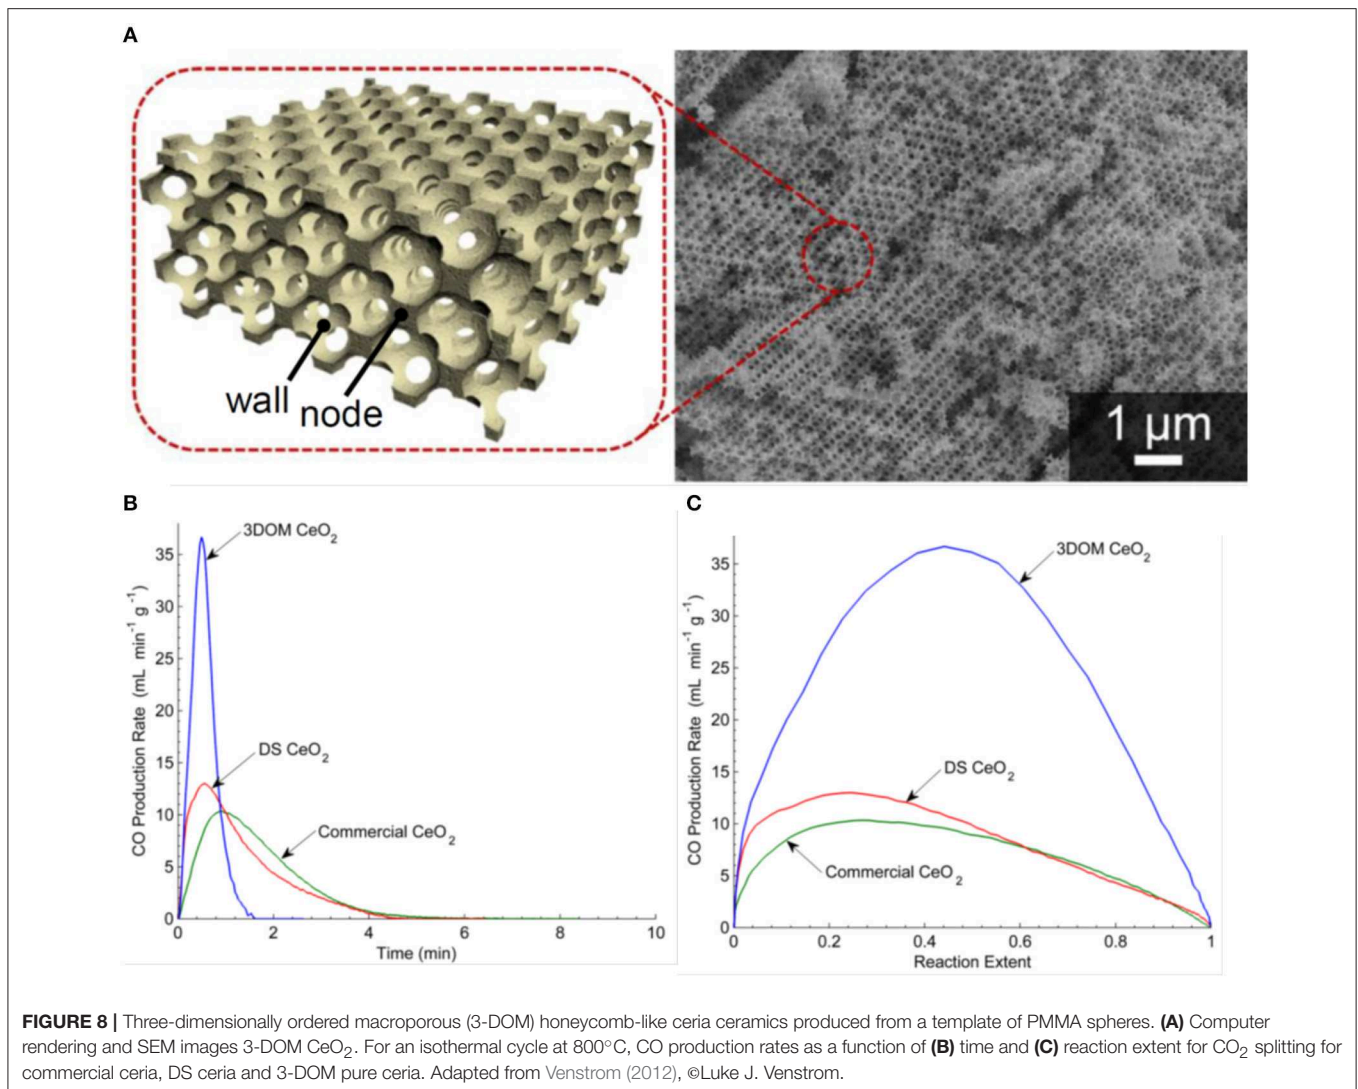 A
wall node
1 μm
B
3DOM CeO2
DS CeO2
Commercial CeO2
35
30
25
20
15
10
5
0
CO Production Rate (mL min-1 g-1)
0 2 4 6 8 10
Time (min)
C
3DOM CeO2
DS CeO2
Commercial CeO2
35
30
25
20
15
10
5
0
CO Production Rate (mL min-1 g-1)
0 0.2 0.4 0.6 0.8 1
Reaction Extent
FIGURE 8 | Three-dimensionally ordered macroporous (3-DOM) honeycomb-like ceria ceramics produced from a template of PMMA spheres. (A) Computer
rendering and SEM images 3-DOM CeO2. For an isothermal cycle at 800°C, CO production rates as a function of (B) time and (C) reaction extent for CO2 splitting for
commercial ceria, DS ceria and 3-DOM pure ceria. Adapted from Venstrom (2012), ©Luke J. Venstrom.